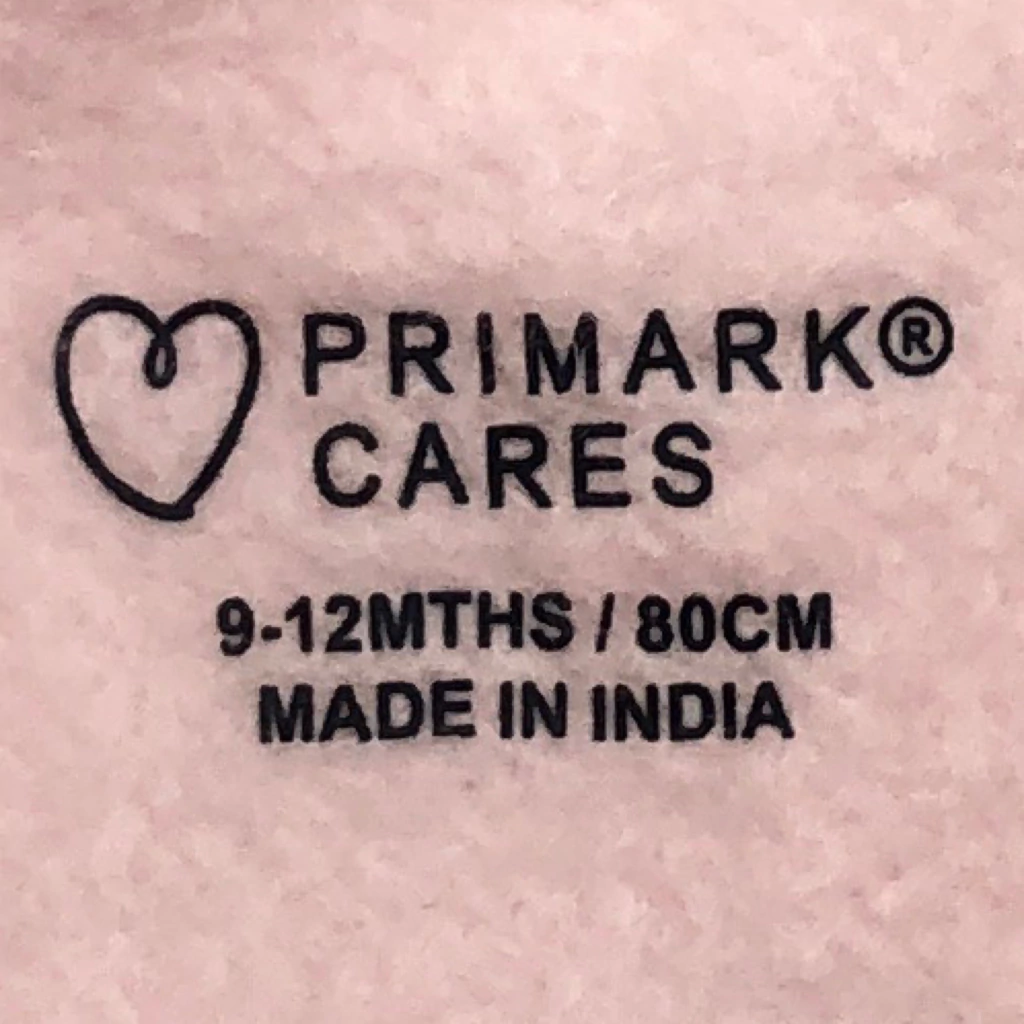 PRIMARK®
CARES
9-12MTHS / 80CM
MADE IN INDIA